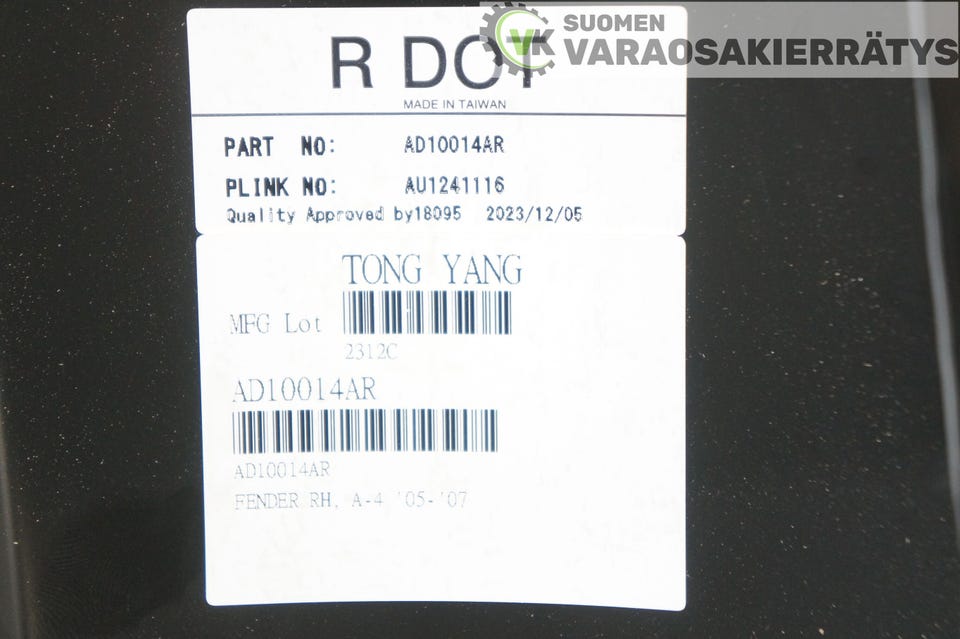 SUOMEN
VARAOSAKIERRÄTYS
R DOT
MADE IN TAIWAN
PART NO: AD10014AR
PLINK NO: AU1241116
Quality Approved by18095 2023/12/05
TONG YANG
MFG Lot
2312C
AD10014AR
AD10014AR
FENDER RH, A-4 '05-'07